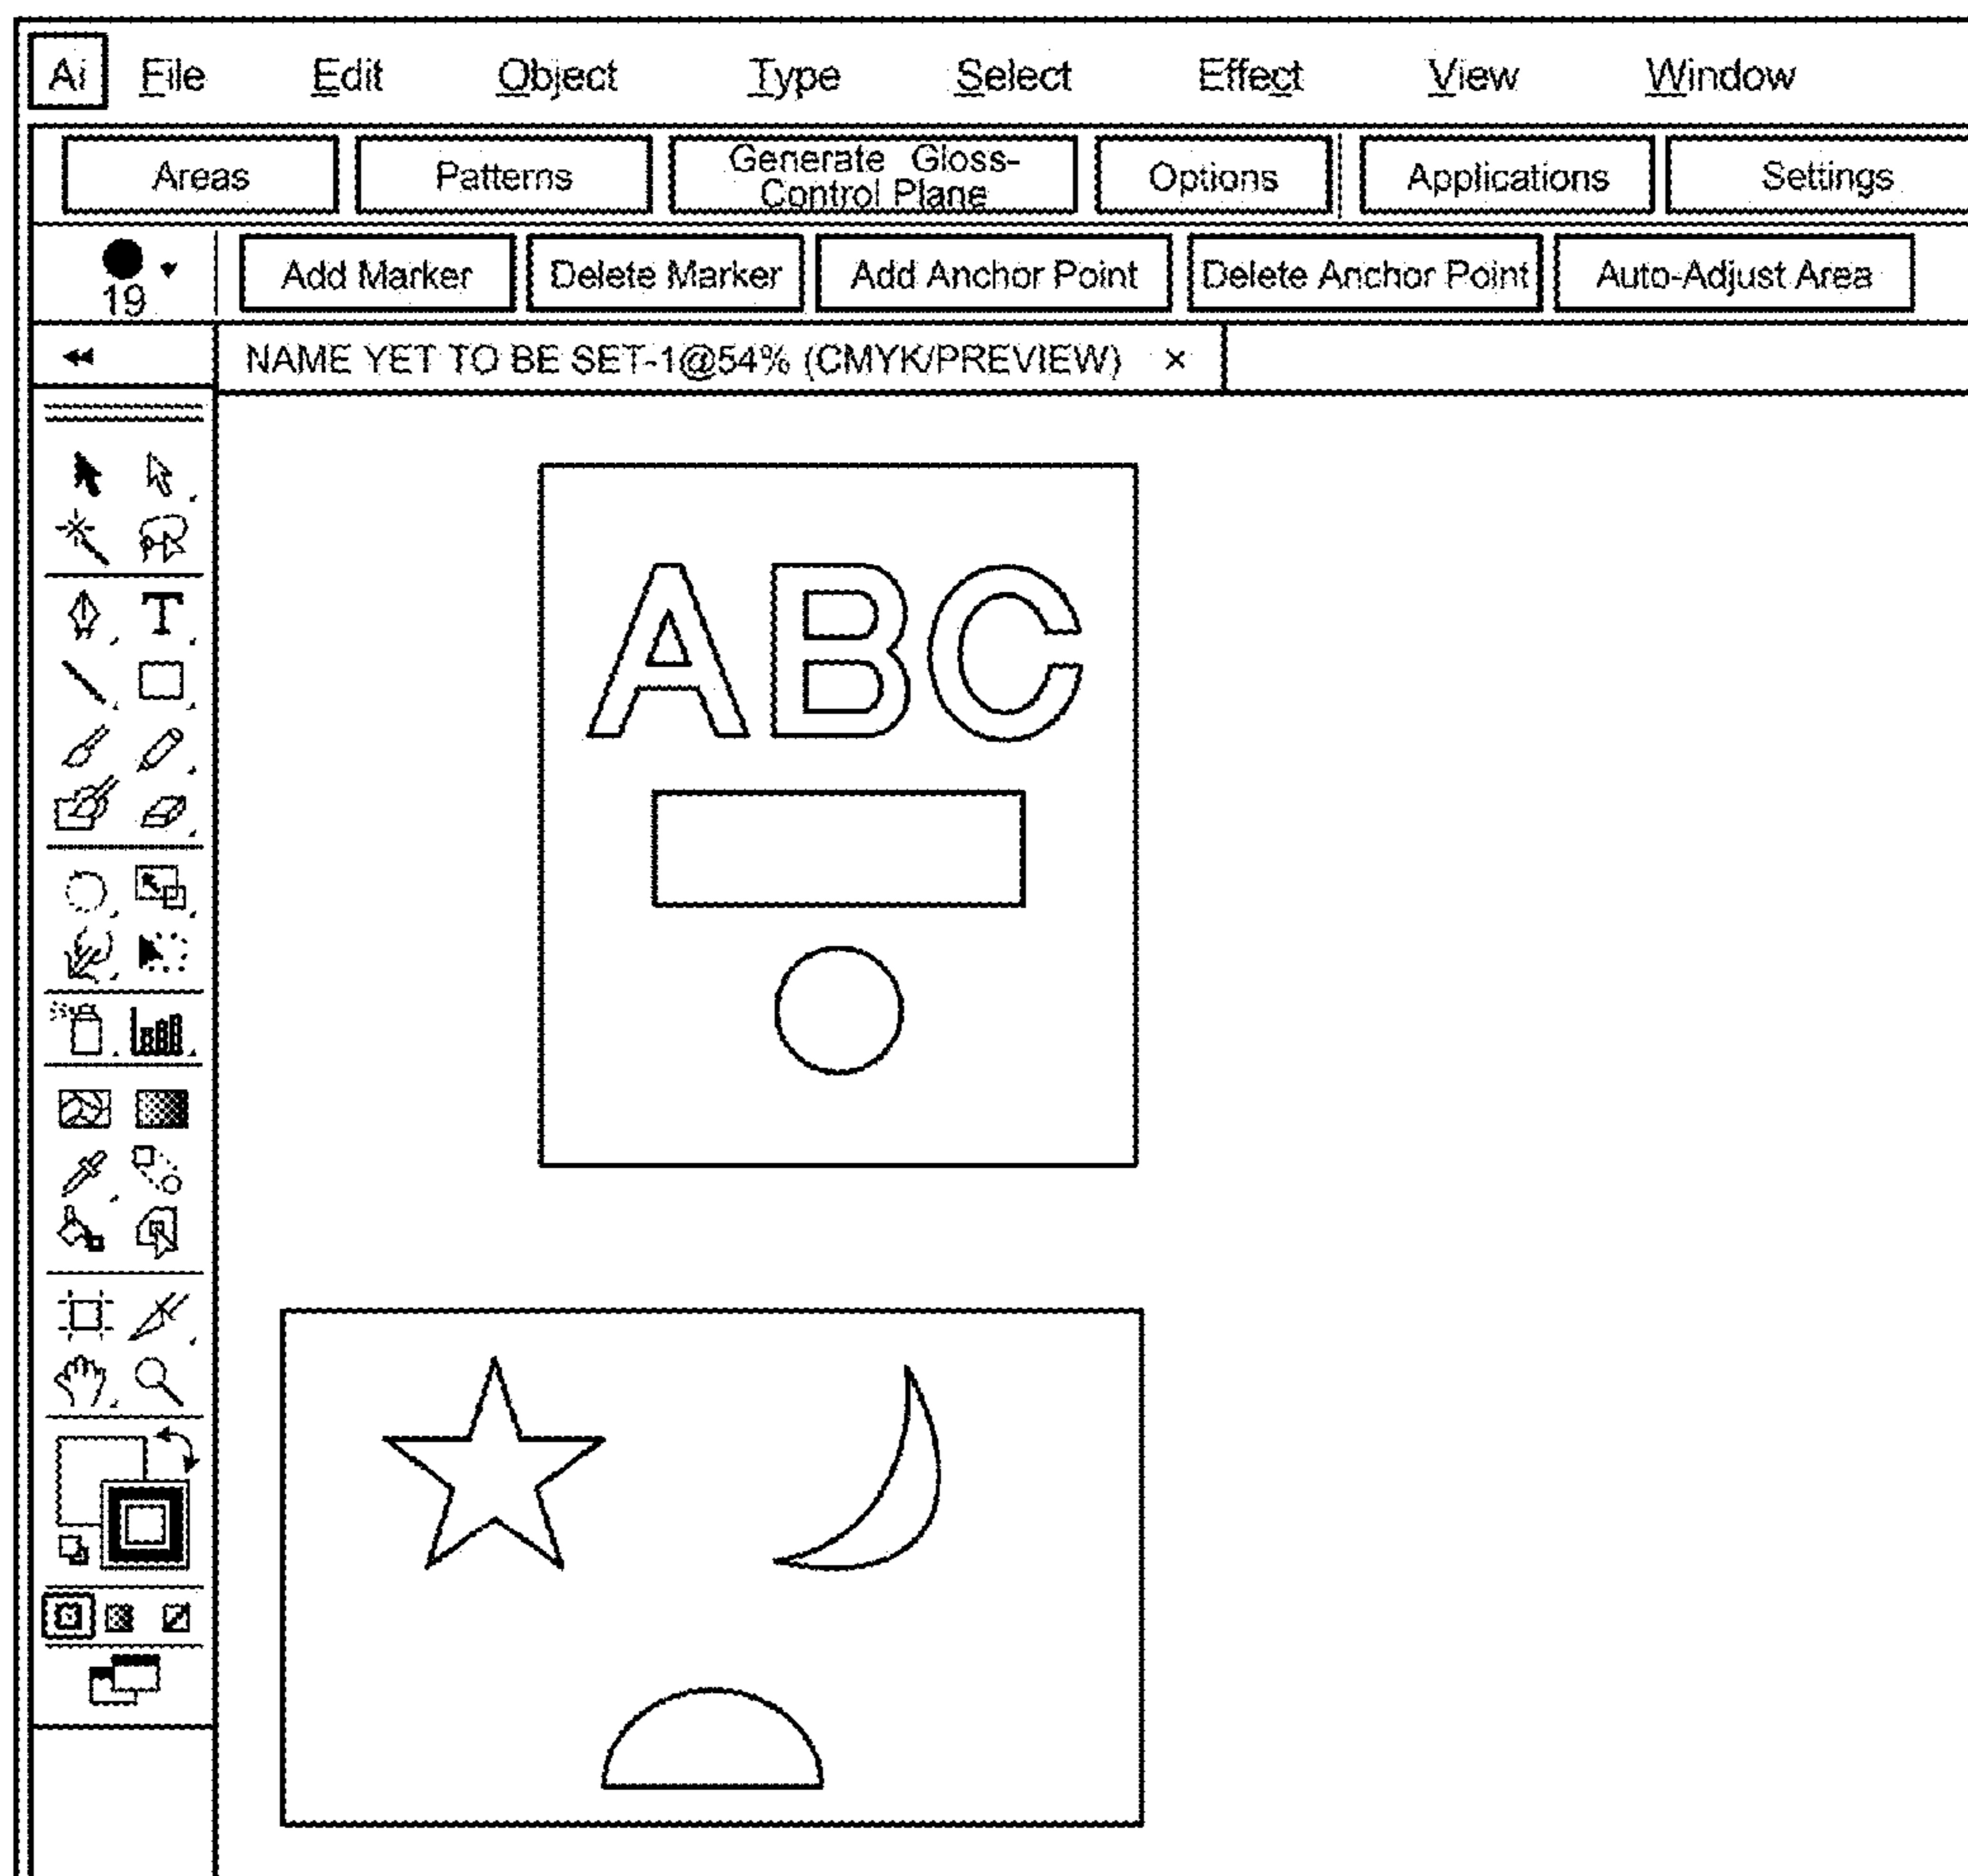 Ai File Edit Object Type Select Effect View Window
Areas Patterns Generate Gloss-
Control Plane Options Applications Settings
19 Add Marker Delete Marker Add Anchor Point Delete Anchor Point Auto-Adjust Area
NAME YET TO BE SET-1@54% (CMYK/PREVIEW) ×
T
ABC